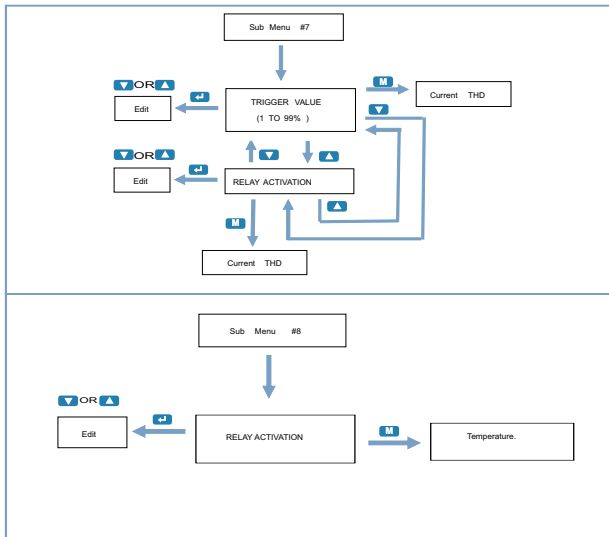 Sub Menu #7
OR
M
Edit
TRIGGER VALUE
(1 TO 99% )
Current THD
OR
Edit
RELAY ACTIVATION
M
Current THD
Sub Menu #8
OR
Edit
RELAY ACTIVATION
M
Temperature.